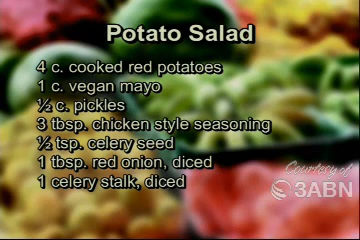 Potato Salad
4 c. cooked red potatoes
1 c. vegan mayo
½ c. pickles
3 tbsp. chicken style seasoning
½ tsp. celery seed
1 tbsp. red onion, diced
1 celery stalk, diced
Courtesy of
3ABN